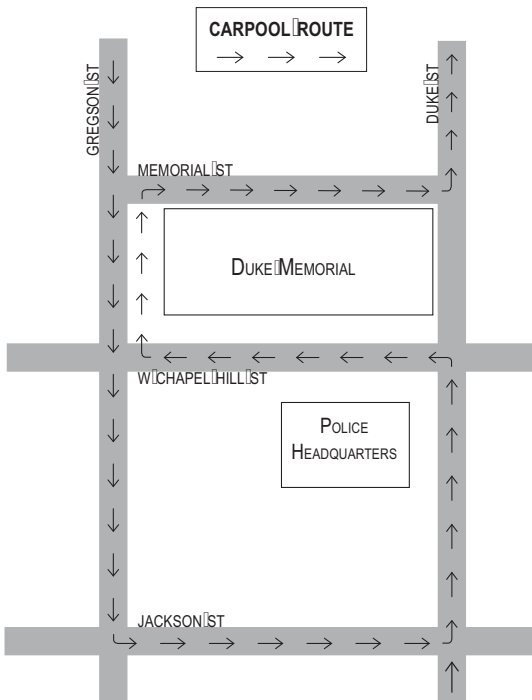 CARPOOL ROUTE
GREGSON ST
DUKE ST
MEMORIAL ST
DUKE MEMORIAL
W CHAPEL HILL ST
POLICE
HEADQUARTERS
JACKSON ST